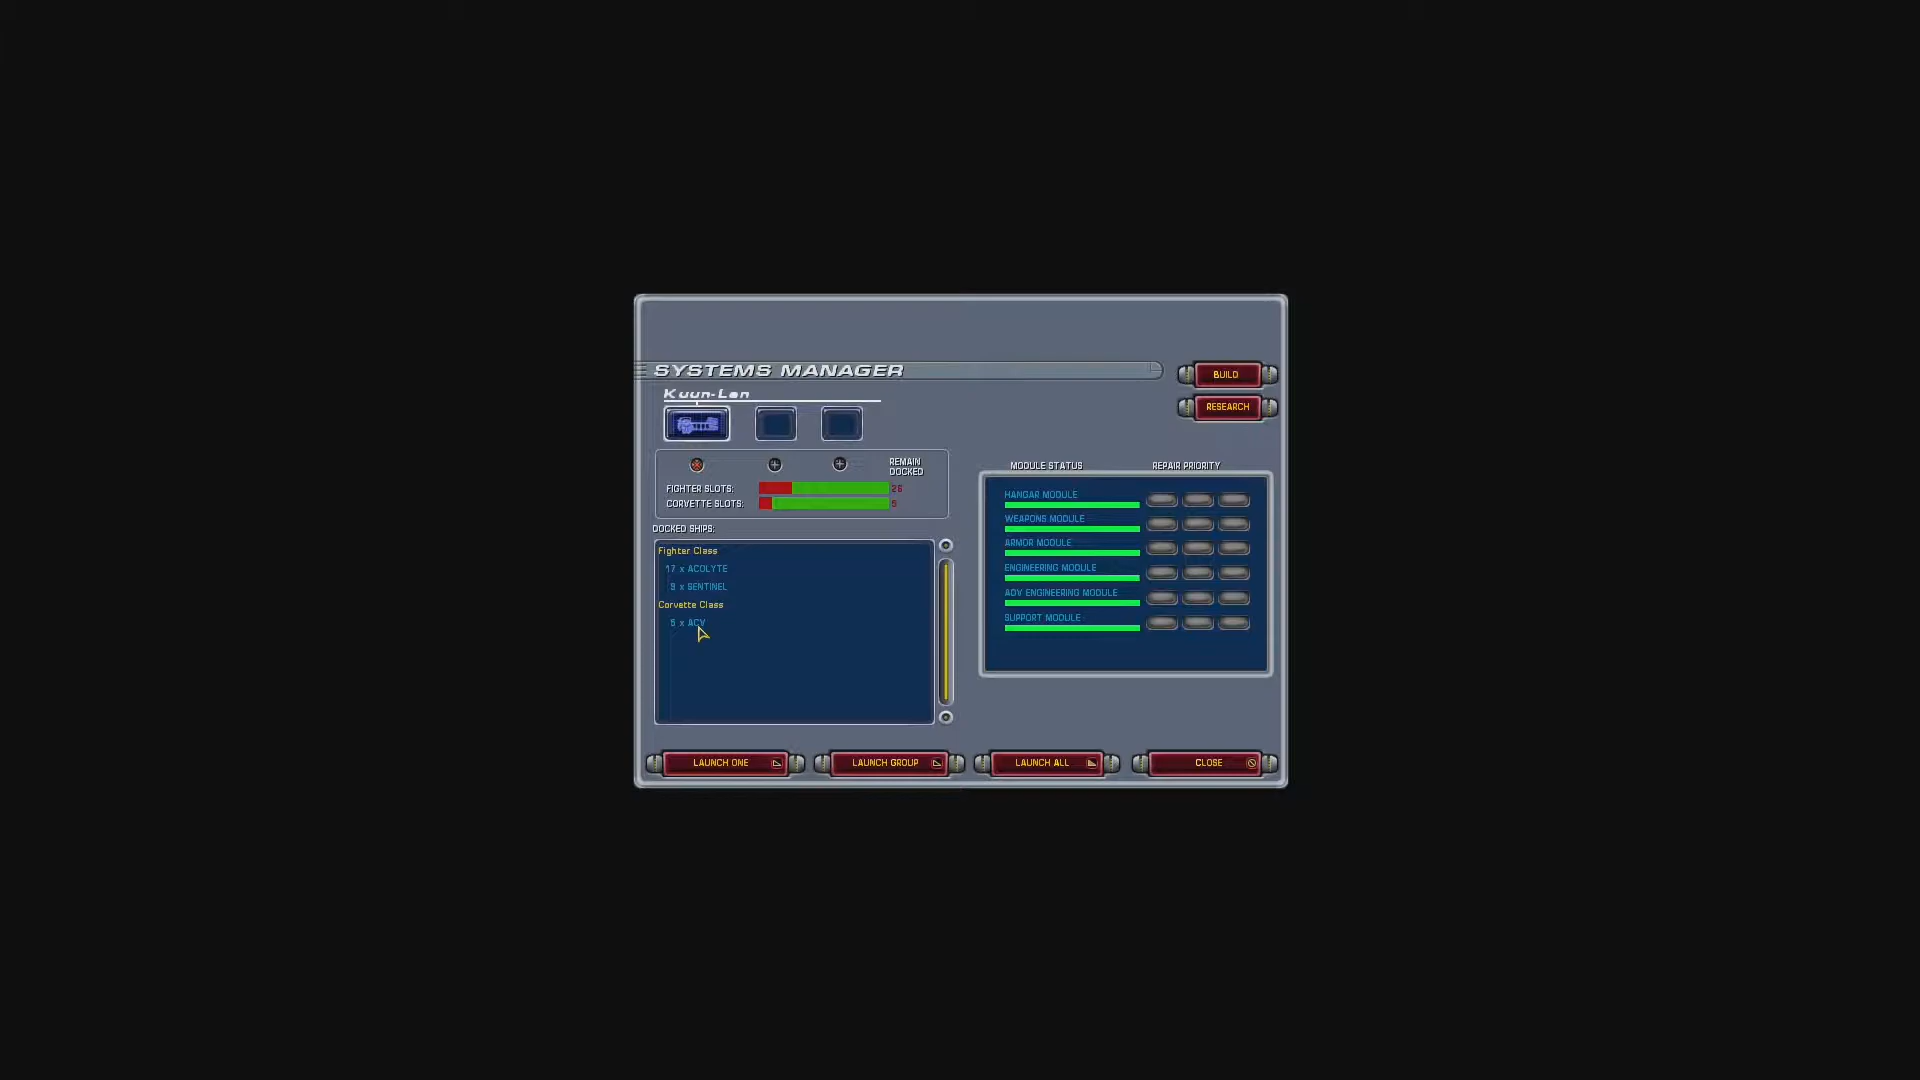 SYSTEMS MANAGER
BUILD
Kuun-Lan
RESEARCH
REMAIN
DOCKED
MODULE STATUS
REPAIR PRIORITY
FIGHTER SLOTS:
26
CORVETTE SLOTS:
5
HANGAR MODULE
WEAPONS MODULE
ARMOR MODULE
ENGINEERING MODULE
ADV ENGINEERING MODULE
SUPPORT MODULE
DOCKED SHIPS:
Fighter Class
17 x ACOLYTE
9 x SENTINEL
Corvette Class
5 x ACV
LAUNCH ONE
LAUNCH GROUP
LAUNCH ALL
CLOSE